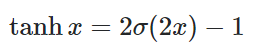 tanh x = 2σ(2x) − 1